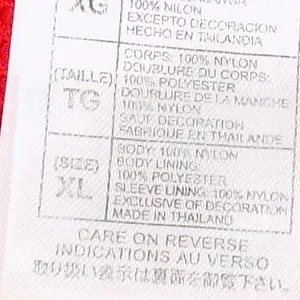 XG
100% NILON
EXCEPTO DECORACION
HECHO EN TAILANDIA
(TAILLE)
TG
CORPS: 100% NYLON
DOUBLURE DU CORPS:
100% POLYESTER
DOUBLURE DE LA MANCHE
100% NYLON
SAUF DECORATION
FABRIQUE EN THAILANDE
(SIZE)
XL
BODY: 100% NYLON
BODY LINING:
100% POLYESTER
SLEEVE LINING: 100% NYLON
EXCLUSIVE OF DECORATION
MADE IN THAILAND
CARE ON REVERSE
INDICATIONS AU VERSO
取り扱い表示は裏面を御覧下さい。